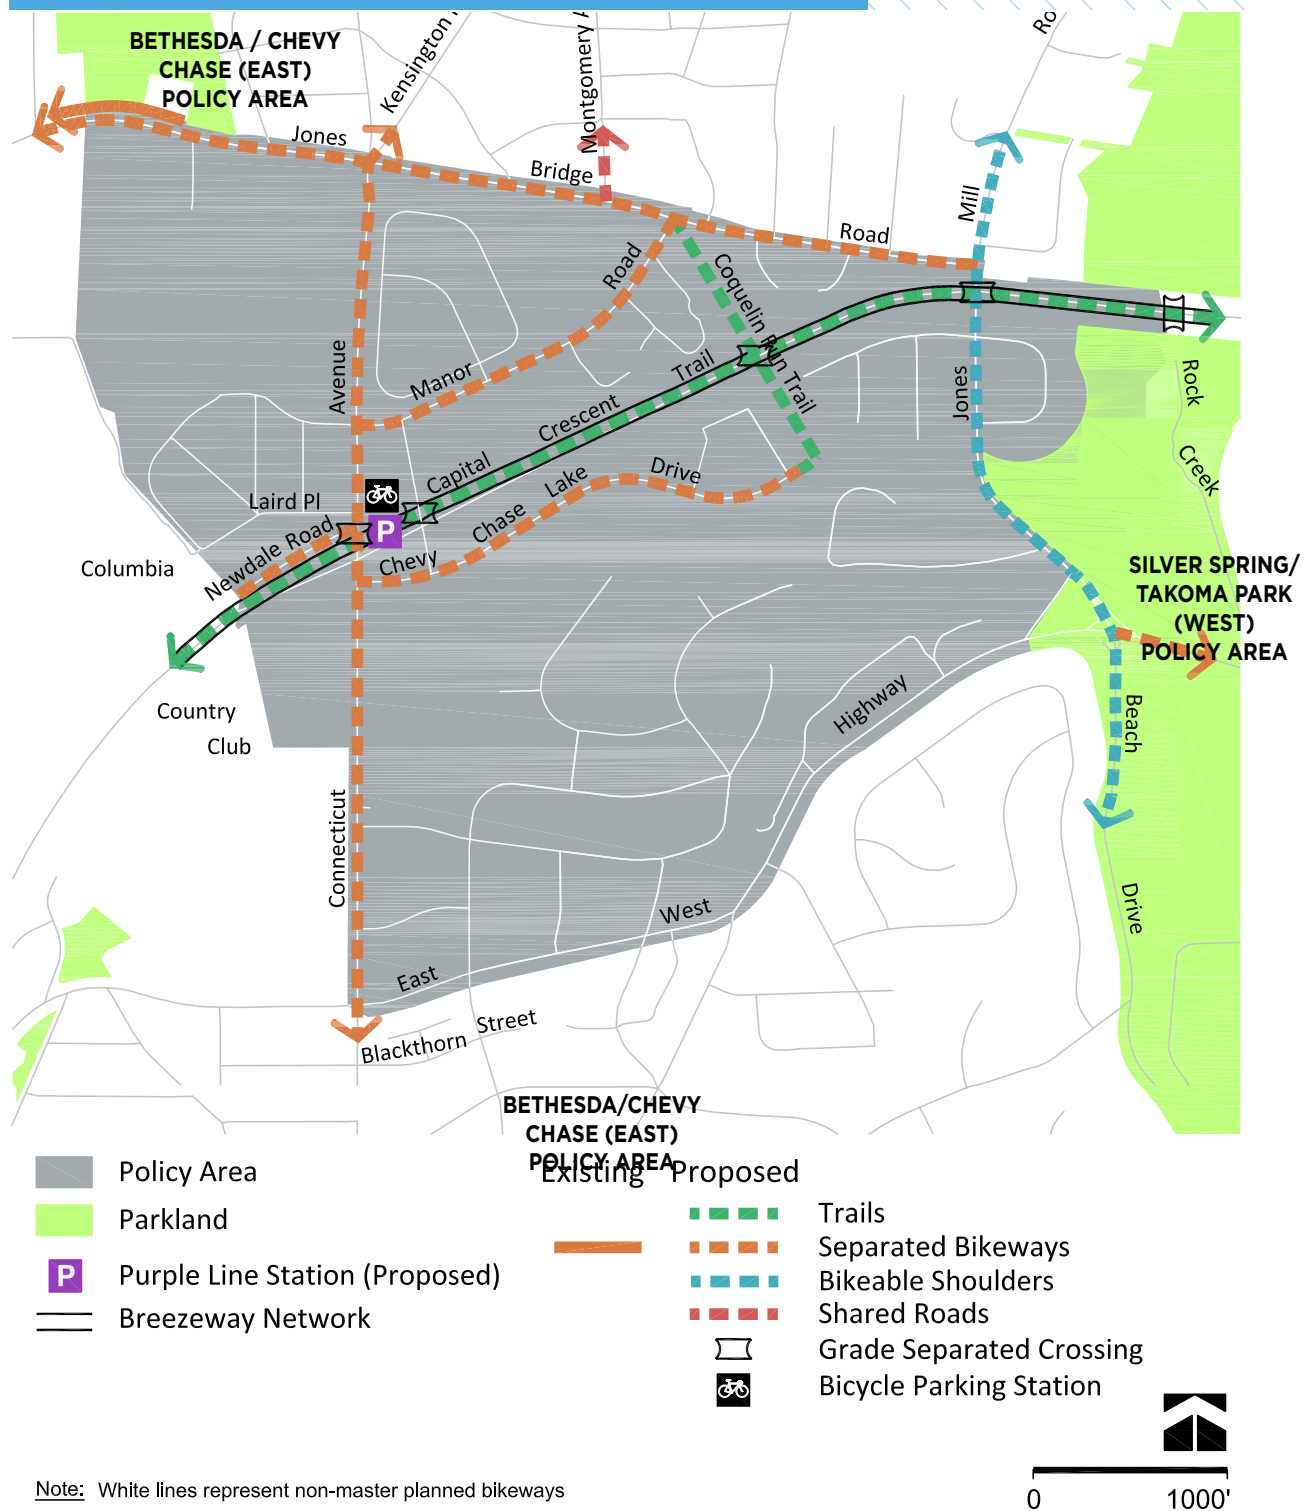 BETHESDA / CHEVY
CHASE (EAST)
POLICY AREA
Kensington
Montgomery
Ro
Jones
Bridge
Road
Mill
Road
Coquelin Run Trail
Avenue
Manor
Trail
Crescent
Capital
Jones
Rock
Creek
Laird Pl
Lake
Drive
Chase
Chevy
Newdale Road
P
Columbia
SILVER SPRING/
TAKOMA PARK
(WEST)
POLICY AREA
Country
Club
Highway
Beach
Connecticut
Drive
West
East
Street
Blackthorn
BETHESDA/CHEVY
CHASE (EAST)
POLICY AREA
Existing Proposed
Policy Area
Parkland
P Purple Line Station (Proposed)
Breezeway Network
Trails
Separated Bikeways
Bikeable Shoulders
Shared Roads
Grade Separated Crossing
Bicycle Parking Station
Note: White lines represent non-master planned bikeways
0 1000'